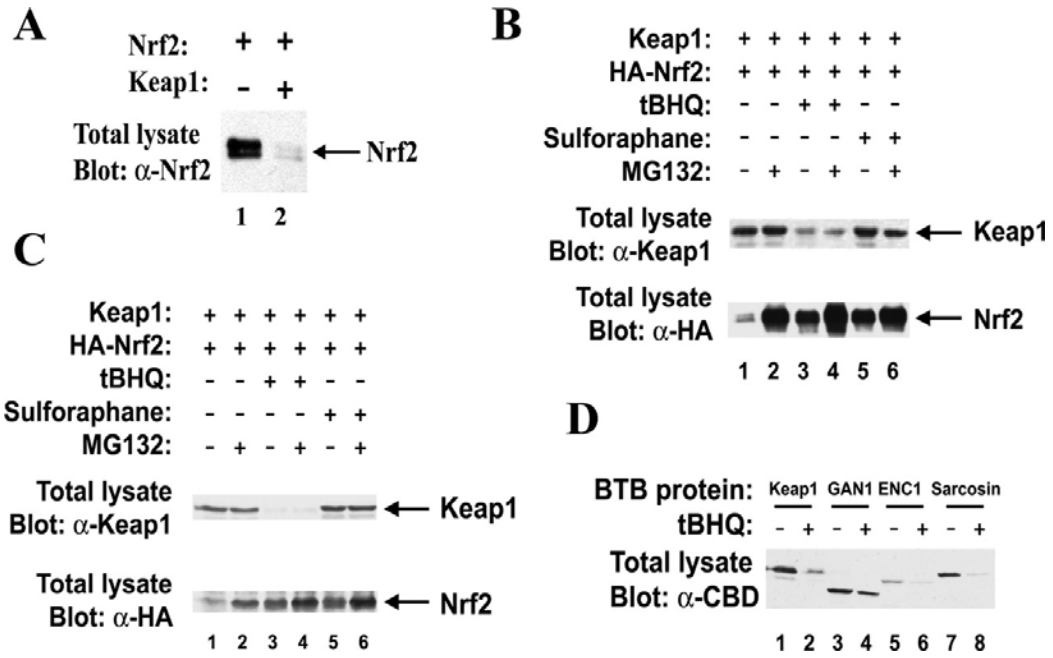 A
Nrf2: + +
Keap1: - +
Total lysate
Blot: α-Nrf2
Nrf2
1 2
B
Keap1: + + + + + +
HA-Nrf2: + + + + + +
tBHQ: - - + + - -
Sulforaphane: - - - - + +
MG132: - + - + - +
Total lysate
Blot: α-Keap1
Keap1
Total lysate
Blot: α-HA
Nrf2
1 2 3 4 5 6
C
Keap1: + + + + + +
HA-Nrf2: + + + + + +
tBHQ: - - + + - -
Sulforaphane: - - - - + +
MG132: - + - + - +
Total lysate
Blot: α-Keap1
Keap1
Total lysate
Blot: α-HA
Nrf2
1 2 3 4 5 6
D
BTB protein: Keap1 GAN1 ENC1 Sarcosin
tBHQ: - + - + - + - +
Total lysate
Blot: α-CBD
1 2 3 4 5 6 7 8